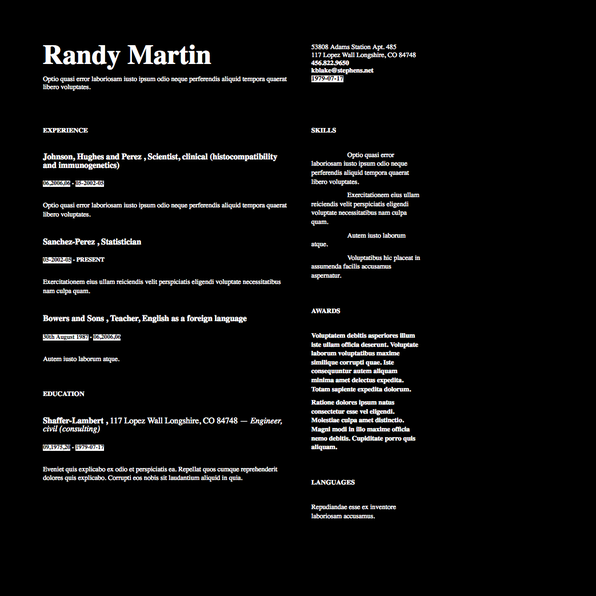 Randy Martin
Optio quasi error laboriosam iusto ipsum odio neque perferendis aliquid tempora quaerat
libero voluptates.
53808 Adams Station Apt. 485
117 Lopez Wall Longshire, CO 84748
456.822.9650
kblake@stephens.net
1979-07-17
EXPERIENCE
Johnson, Hughes and Perez , Scientist, clinical (histocompatibility
and immunogenetics)
06.2006.06 - 05-2002-05
Optio quasi error laboriosam iusto ipsum odio neque perferendis aliquid tempora quaerat
libero voluptates.
Sanchez-Perez , Statistician
05-2002-05 - PRESENT
Exercitationem eius ullam reiciendis velit perspiciatis eligendi voluptate necessitatibus
nam culpa quam.
Bowers and Sons , Teacher, English as a foreign language
30th August 1987 - 06.2006.06
Autem iusto laborum atque.
EDUCATION
Shaffer-Lambert , 117 Lopez Wall Longshire, CO 84748 — Engineer,
civil (consulting)
09.1975.20 - 1979-07-17
Eveniet quis explicabo ex odio et perspiciatis ea. Repellat quos cumque reprehenderit
dolores quis explicabo. Corrupti eos nobis sit laudantium aliquid in quia.
SKILLS
Optio quasi error
laboriosam iusto ipsum odio neque
perferendis aliquid tempora quaerat
libero voluptates.
Exercitationem eius ullam
reiciendis velit perspiciatis eligendi
voluptate necessitatibus nam culpa
quam.
Autem iusto laborum
atque.
Voluptatibus hic placeat in
assumenda facilis accusamus
aspernatur.
AWARDS
Voluptatem debitis asperiores illum
iste ullam officia deserunt. Voluptate
laborum voluptatibus maxime
similique corrupti quae. Iste
consequuntur autem aliquam
minima amet delectus expedita.
Totam sapiente expedita dolorum.
Ratione dolores ipsum natus
consectetur esse vel eligendi.
Molestiae culpa amet distinctio.
Magni modi in illo maxime officia
nemo debitis. Cupiditate porro quis
aliquam.
LANGUAGES
Repudiandae esse ex inventore
laboriosam accusamus.